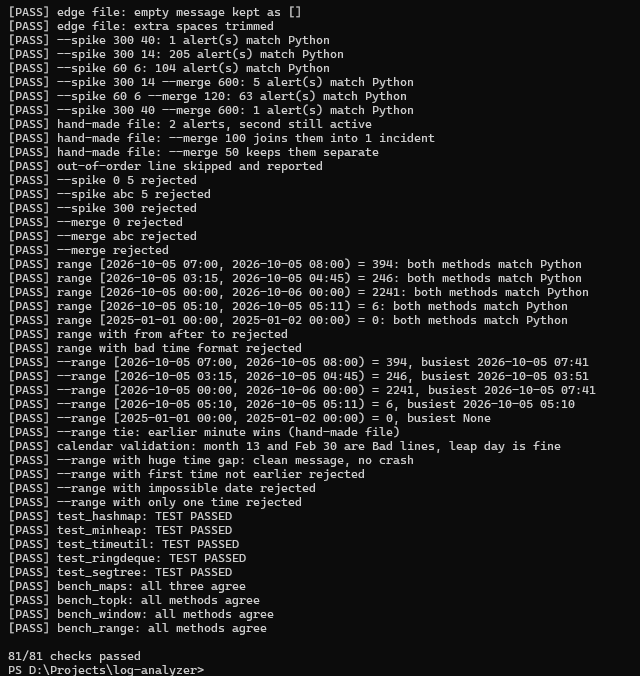 [PASS] edge file: empty message kept as []
[PASS] edge file: extra spaces trimmed
[PASS] --spike 300 40: 1 alert(s) match Python
[PASS] --spike 300 14: 205 alert(s) match Python
[PASS] --spike 60 6: 104 alert(s) match Python
[PASS] --spike 300 14 --merge 600: 5 alert(s) match Python
[PASS] --spike 60 6 --merge 120: 63 alert(s) match Python
[PASS] --spike 300 40 --merge 600: 1 alert(s) match Python
[PASS] hand-made file: 2 alerts, second still active
[PASS] hand-made file: --merge 100 joins them into 1 incident
[PASS] hand-made file: --merge 50 keeps them separate
[PASS] out-of-order line skipped and reported
[PASS] --spike 0 5 rejected
[PASS] --spike abc 5 rejected
[PASS] --spike 300 rejected
[PASS] --merge 0 rejected
[PASS] --merge abc rejected
[PASS] --merge rejected
[PASS] range [2026-10-05 07:00, 2026-10-05 08:00) = 394: both methods match Python
[PASS] range [2026-10-05 03:15, 2026-10-05 04:45) = 246: both methods match Python
[PASS] range [2026-10-05 00:00, 2026-10-06 00:00) = 2241: both methods match Python
[PASS] range [2026-10-05 05:10, 2026-10-05 05:11) = 6: both methods match Python
[PASS] range [2025-01-01 00:00, 2025-01-02 00:00) = 0: both methods match Python
[PASS] range with from after to rejected
[PASS] range with bad time format rejected
[PASS] --range [2026-10-05 07:00, 2026-10-05 08:00) = 394, busiest 2026-10-05 07:41
[PASS] --range [2026-10-05 03:15, 2026-10-05 04:45) = 246, busiest 2026-10-05 03:51
[PASS] --range [2026-10-05 00:00, 2026-10-06 00:00) = 2241, busiest 2026-10-05 07:41
[PASS] --range [2026-10-05 05:10, 2026-10-05 05:11) = 6, busiest 2026-10-05 05:10
[PASS] --range [2025-01-01 00:00, 2025-01-02 00:00) = 0, busiest None
[PASS] --range tie: earlier minute wins (hand-made file)
[PASS] calendar validation: month 13 and Feb 30 are Bad lines, leap day is fine
[PASS] --range with huge time gap: clean message, no crash
[PASS] --range with first time not earlier rejected
[PASS] --range with impossible date rejected
[PASS] --range with only one time rejected
[PASS] test_hashmap: TEST PASSED
[PASS] test_minheap: TEST PASSED
[PASS] test_timeutil: TEST PASSED
[PASS] test_ringdeque: TEST PASSED
[PASS] test_segtree: TEST PASSED
[PASS] bench_maps: all three agree
[PASS] bench_topk: all methods agree
[PASS] bench_window: all methods agree
[PASS] bench_range: all methods agree
81/81 checks passed
PS D:\Projects\log-analyzer>